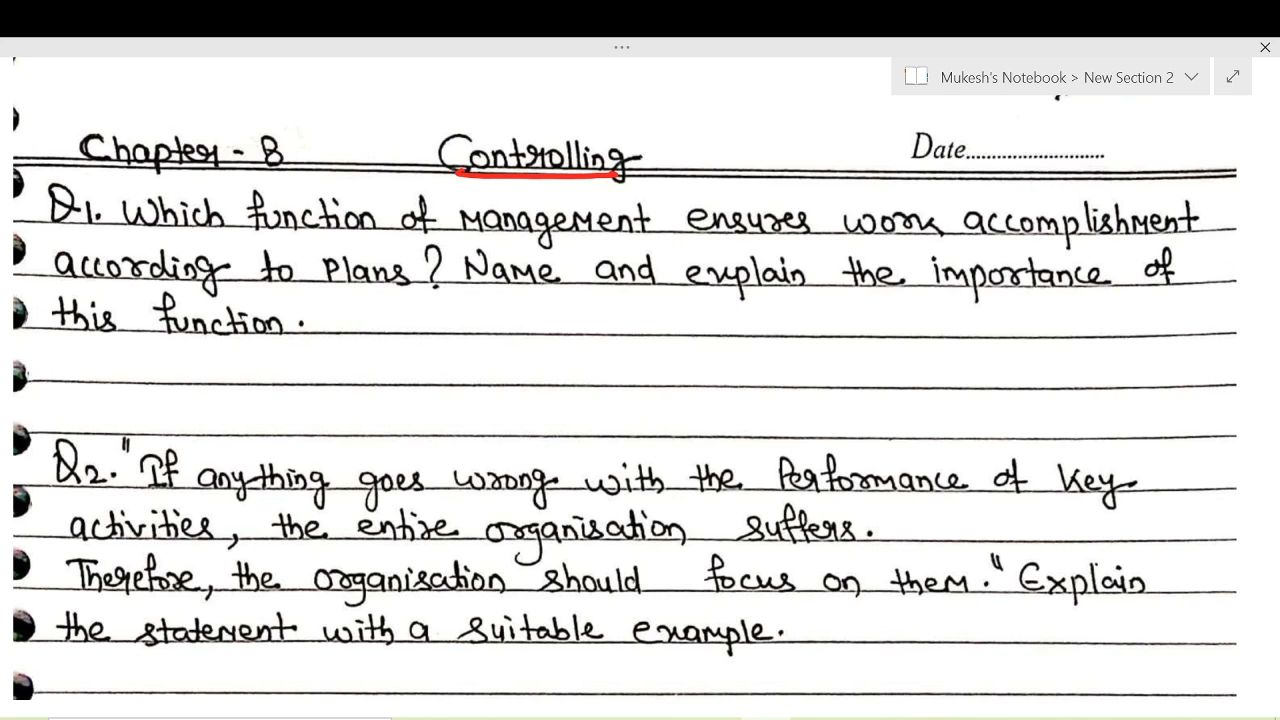 Mukesh's Notebook > New Section 2
Chapter - 8 Controlling Date..........................
Q1. Which function of management ensures work accomplishment
according to plans? Name and explain the importance of
this function.
Q2. "If anything goes wrong with the performance of key
activities, the entire organisation suffers.
Therefore, the organisation should focus on them." Explain
the statement with a suitable example.